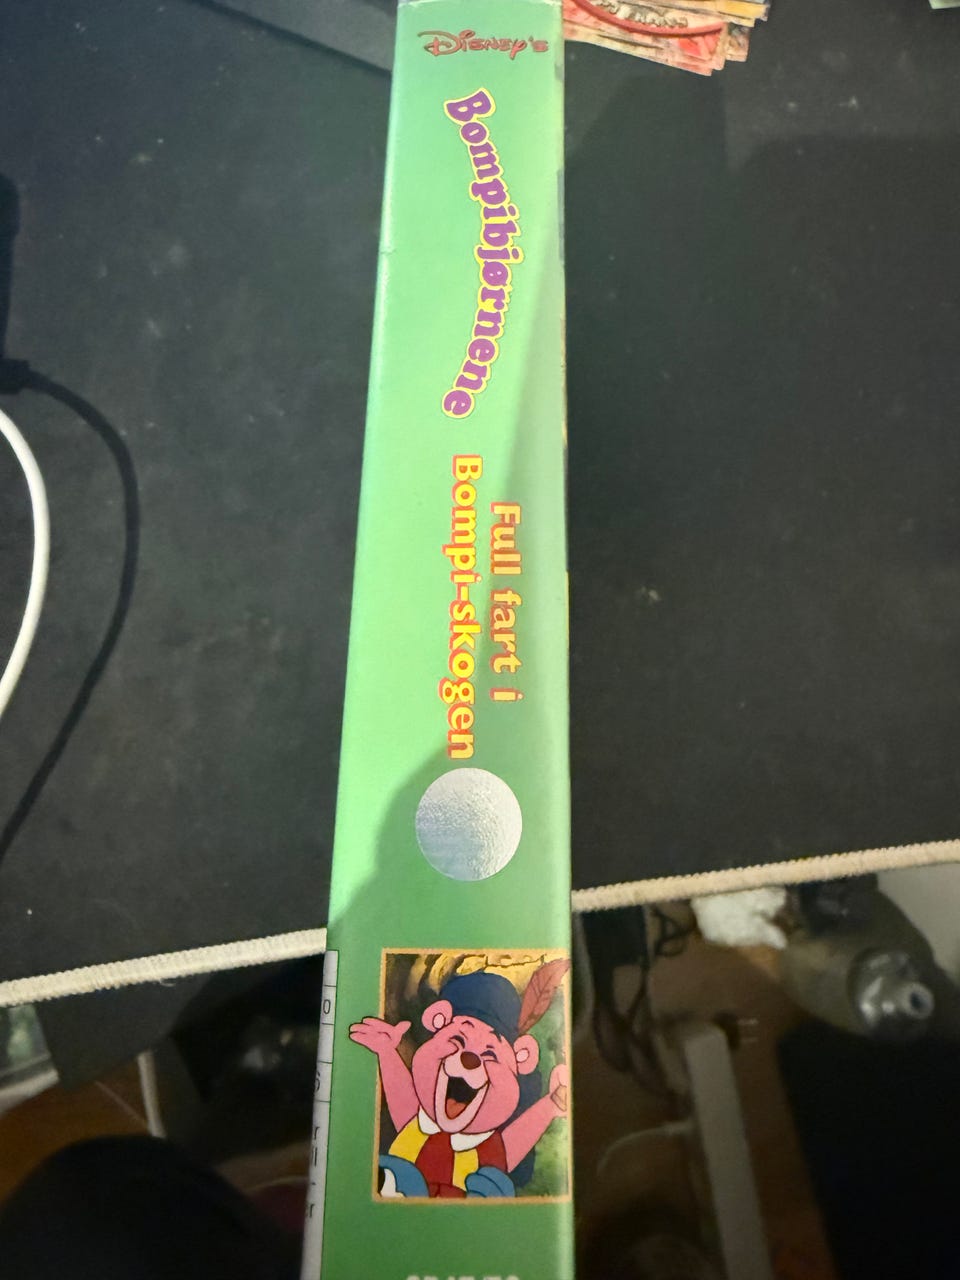 Disney's
Bompibjørnene
Full fart i
Bompi-skogen